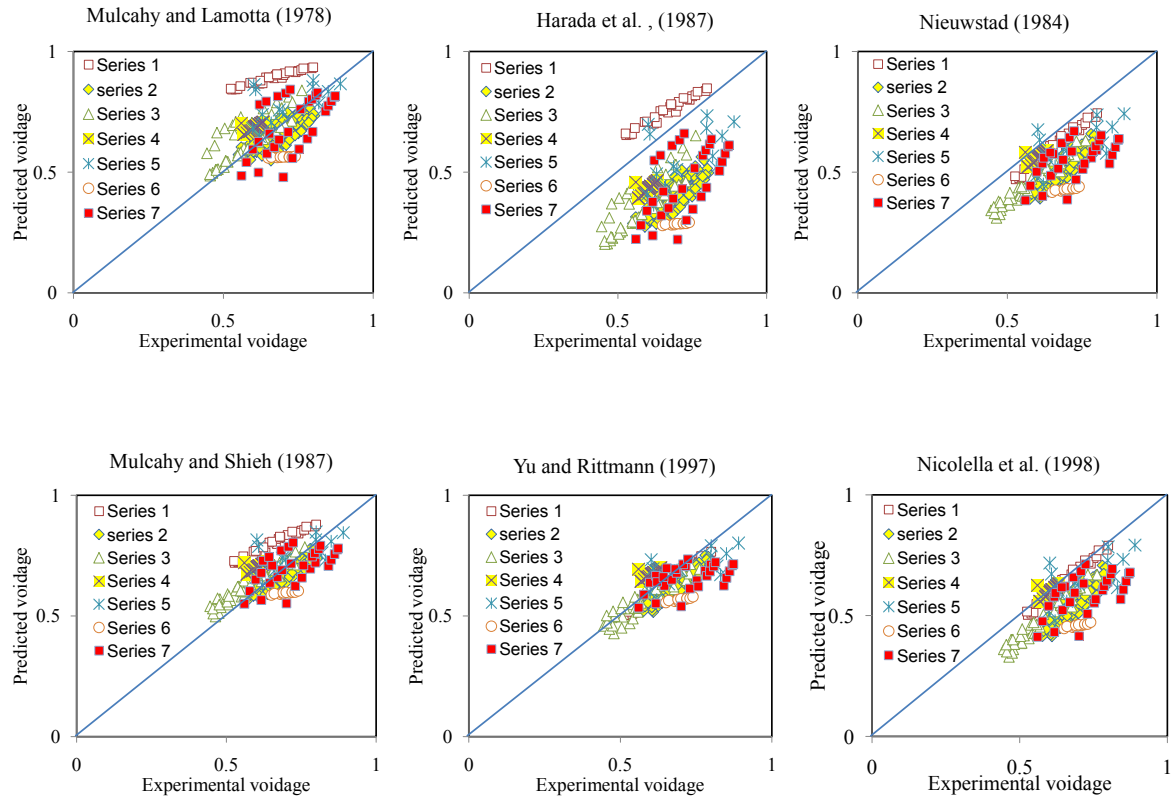 Mulcahy and Lamotta (1978)
1
Series 1
series 2
Series 3
Series 4
Series 5
Series 6
Series 7
0.5
0
0
0.5
1
Predicted voidage
Experimental voidage
Harada et al. , (1987)
1
Series 1
series 2
Series 3
Series 4
Series 5
Series 6
Series 7
0.5
0
0
0.5
1
Predicted voidage
Experimental voidage
Nieuwstad (1984)
1
Series 1
series 2
Series 3
Series 4
Series 5
Series 6
Series 7
0.5
0
0
0.5
1
Predicted voidage
Experimental voidage
Mulcahy and Shieh (1987)
1
Series 1
series 2
Series 3
Series 4
Series 5
Series 6
Series 7
0.5
0
0
0.5
1
Predicted voidage
Experimental voidage
Yu and Rittmann (1997)
1
Series 1
series 2
Series 3
Series 4
Series 5
Series 6
Series 7
0.5
0
0
0.5
1
Predicted voidage
Experimental voidage
Nicolella et al. (1998)
1
Series 1
series 2
Series 3
Series 4
Series 5
Series 6
Series 7
0.5
0
0
0.5
1
Predicted voidage
Experimental voidage